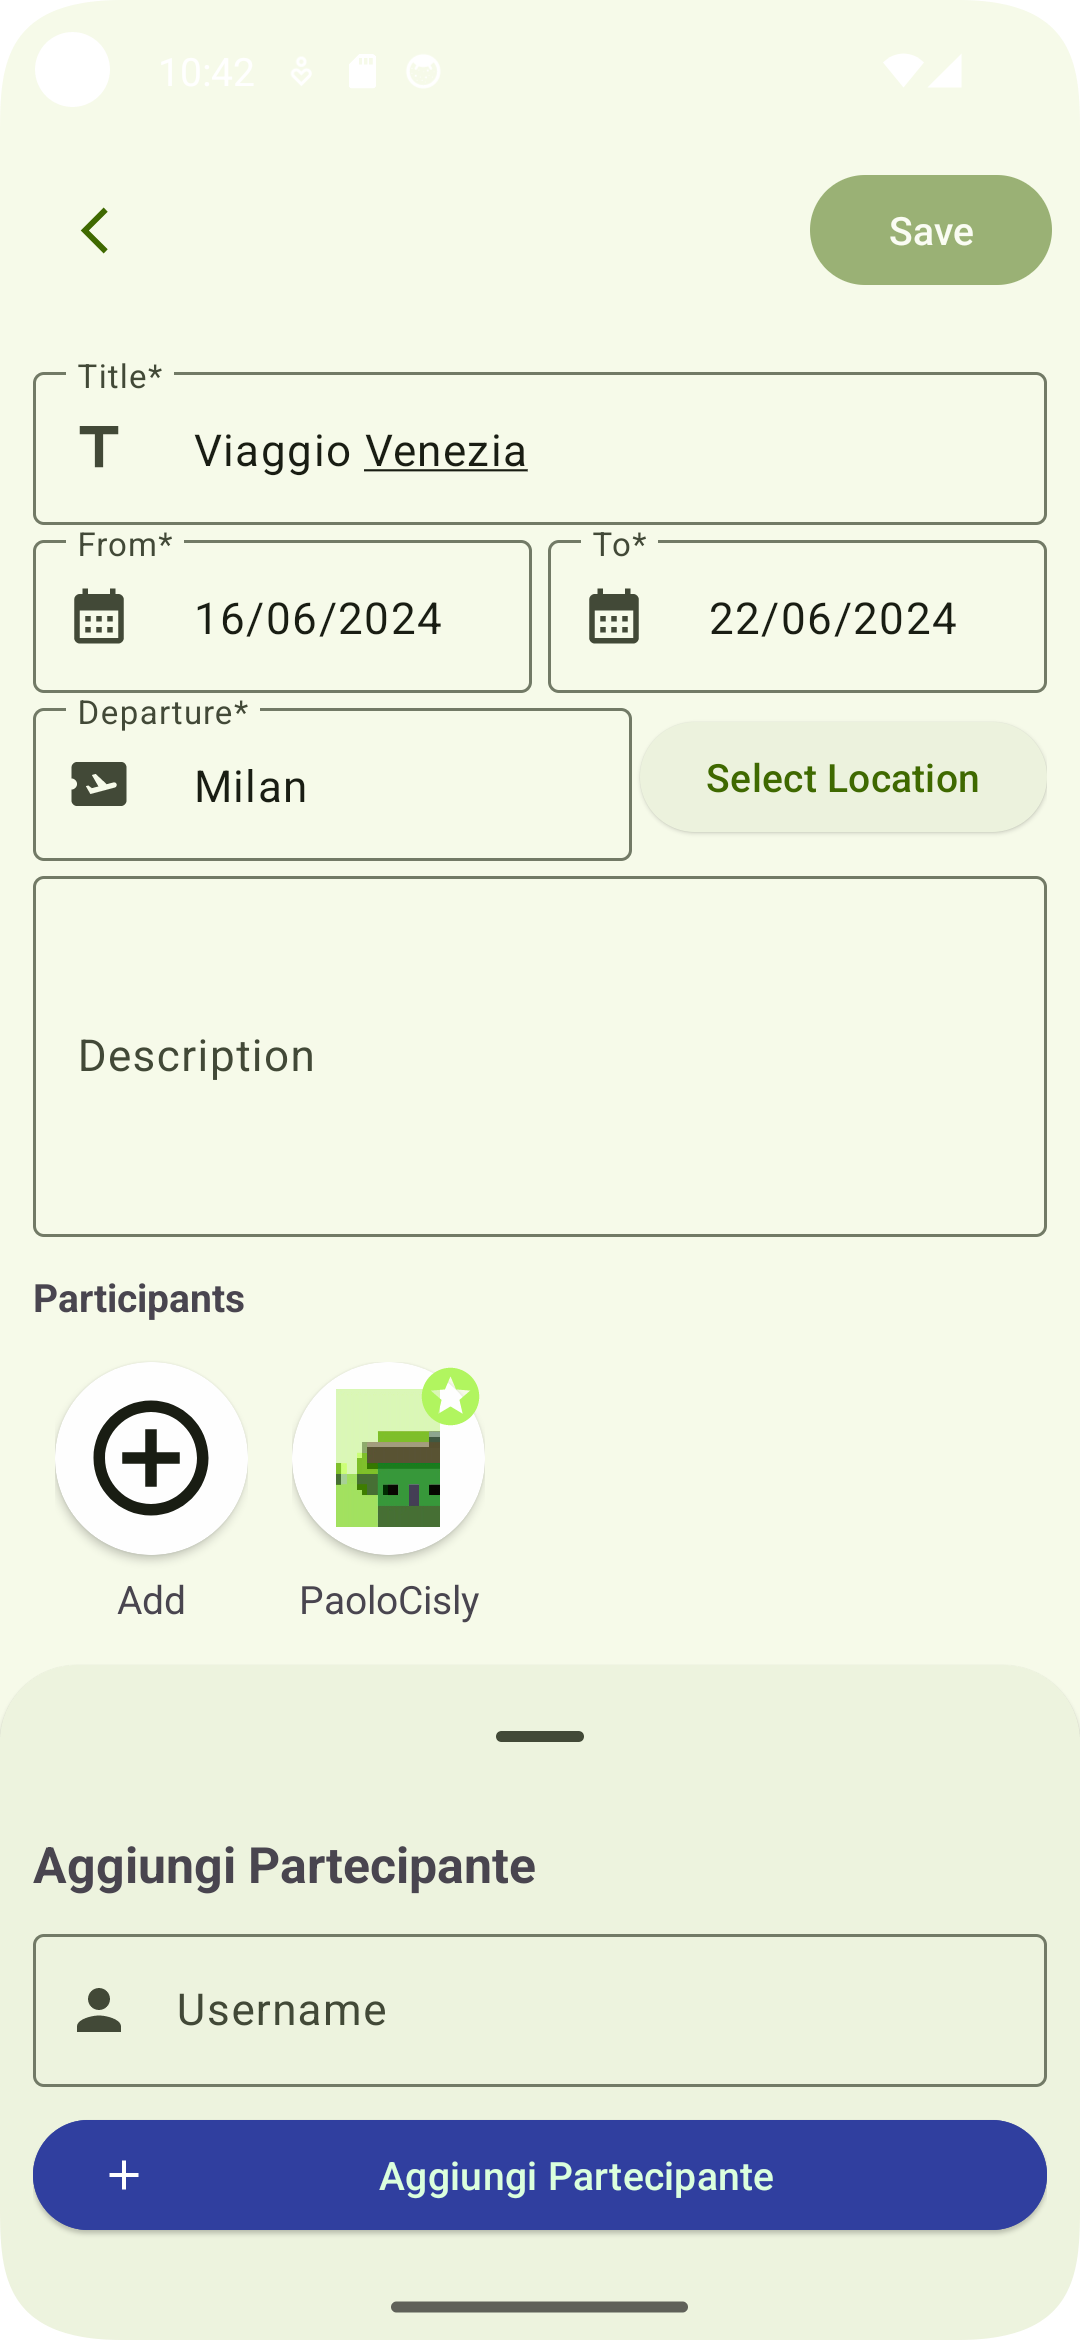 10:42
Save
Title*
Viaggio Venezia
From*
To*
16/06/2024
22/06/2024
Departure*
Milan
Select Location
Description
Participants
Add
PaoloCisly
Aggiungi Partecipante
Username
Aggiungi Partecipante